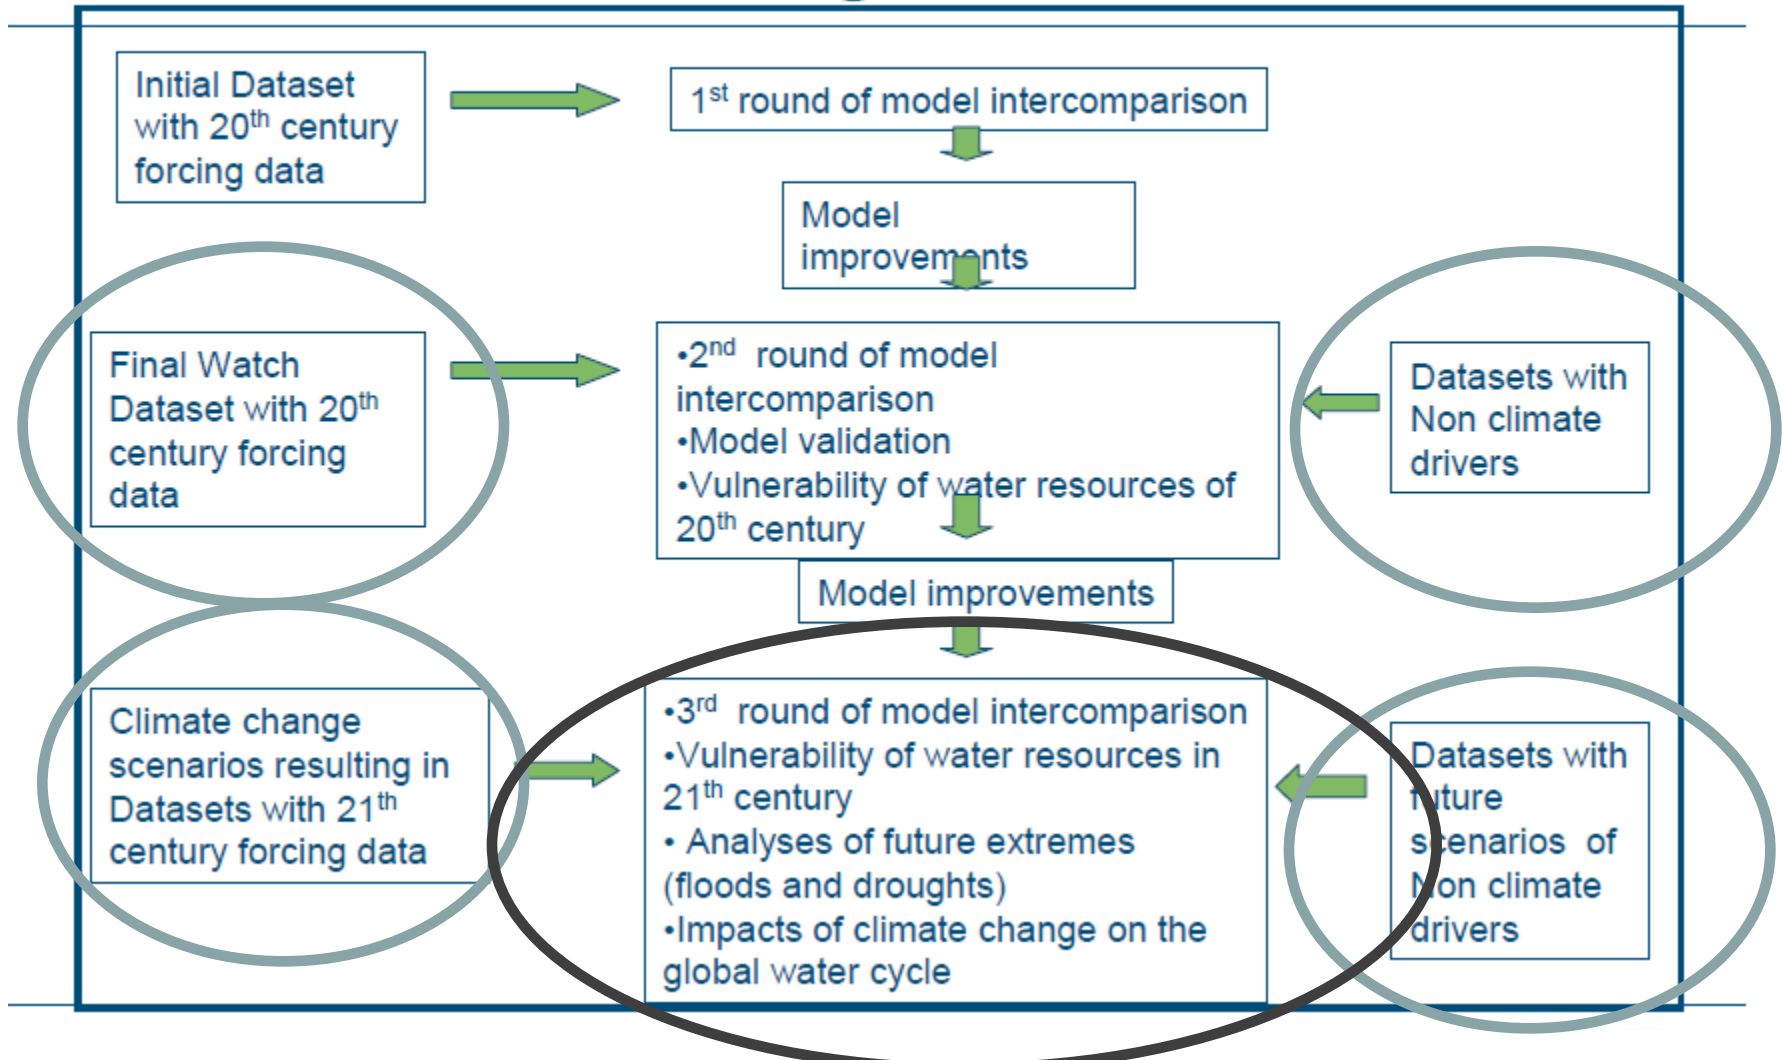 Initial Dataset
with 20th century
forcing data
1st round of model intercomparison
Model
improvements
Final Watch
Dataset with 20th
century forcing
data
•2nd round of model
intercomparison
•Model validation
•Vulnerability of water resources of
20th century
Datasets with
Non climate
drivers
Model improvements
Climate change
scenarios resulting in
Datasets with 21th
century forcing data
•3rd round of model intercomparison
•Vulnerability of water resources in
21th century
• Analyses of future extremes
(floods and droughts)
•Impacts of climate change on the
global water cycle
Datasets with
future
scenarios of
Non climate
drivers